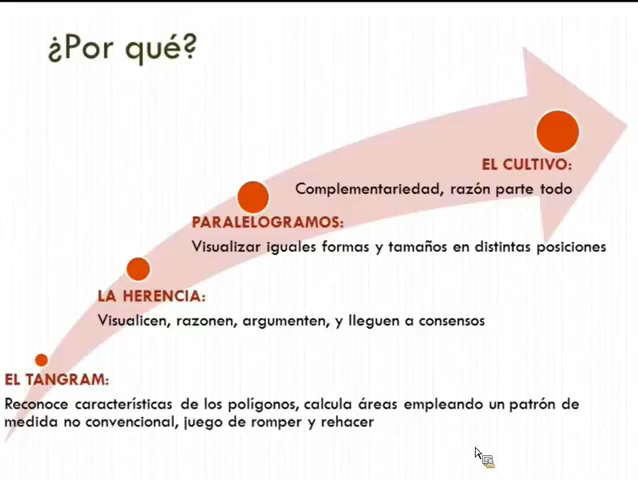 ¿Por qué?
EL CULTIVO:
Complementariedad, razón parte todo
PARALELOGRAMOS:
Visualizar iguales formas y tamaños en distintas posiciones
LA HERENCIA:
Visualicen, razonen, argumenten, y lleguen a consensos
EL TANGRAM:
Reconoce características de los polígonos, calcula áreas empleando un patrón de
medida no convencional, juego de romper y rehacer